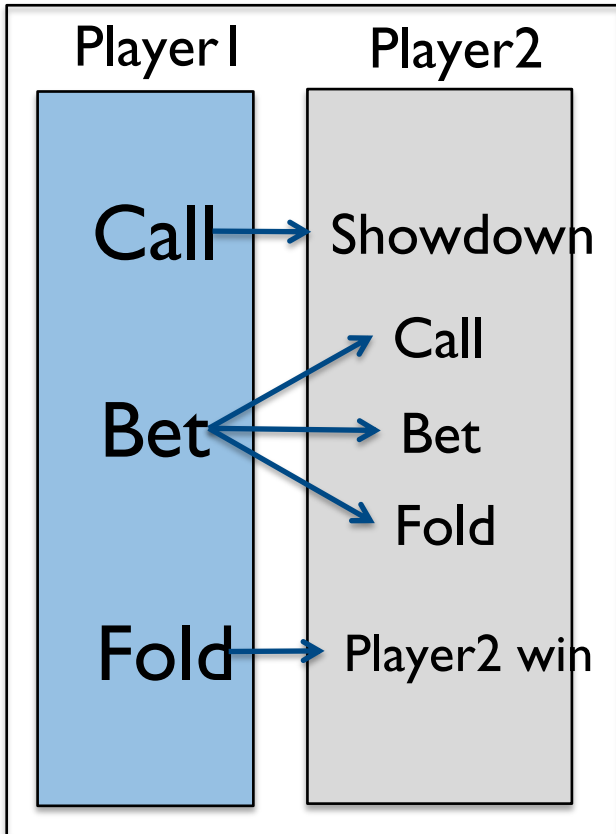 Player1
Player2
Call
Showdown
Call
Bet
Bet
Fold
Fold
Player2 win